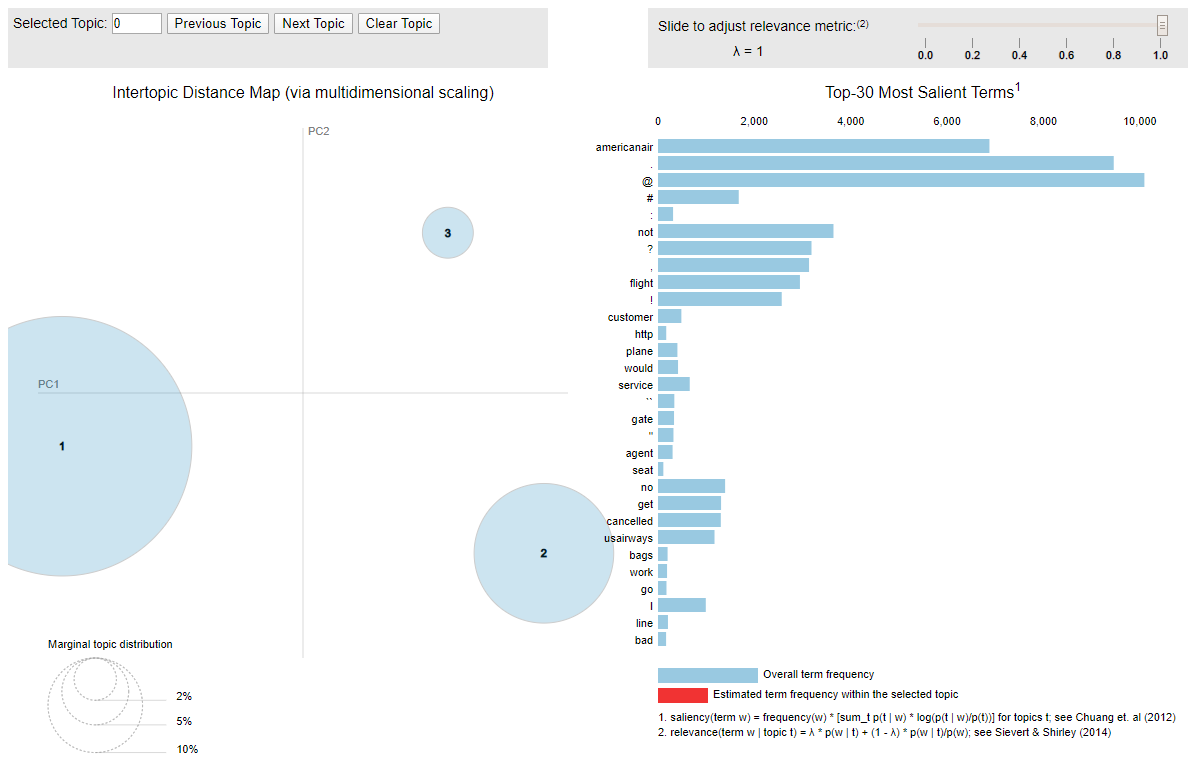 Selected Topic: 0 Previous Topic Next Topic Clear Topic
Slide to adjust relevance metric:(2)
λ = 1
0.0 0.2 0.4 0.6 0.8 1.0
Intertopic Distance Map (via multidimensional scaling)
PC2
PC1
3
1
2
Marginal topic distribution
2%
5%
10%
Top-30 Most Salient Terms1
0 2,000 4,000 6,000 8,000 10,000
americanair
.
@
#
:
not
?
,
flight
!
customer
http
plane
would
service
``
gate
''
agent
seat
no
get
cancelled
usairways
bags
work
go
I
line
bad
Overall term frequency
Estimated term frequency within the selected topic
1. saliency(term w) = frequency(w) * [sum_t p(t | w) * log(p(t | w)/p(t))] for topics t; see Chuang et. al (2012)
2. relevance(term w | topic t) = λ * p(w | t) + (1 - λ) * p(w | t)/p(w); see Sievert & Shirley (2014)